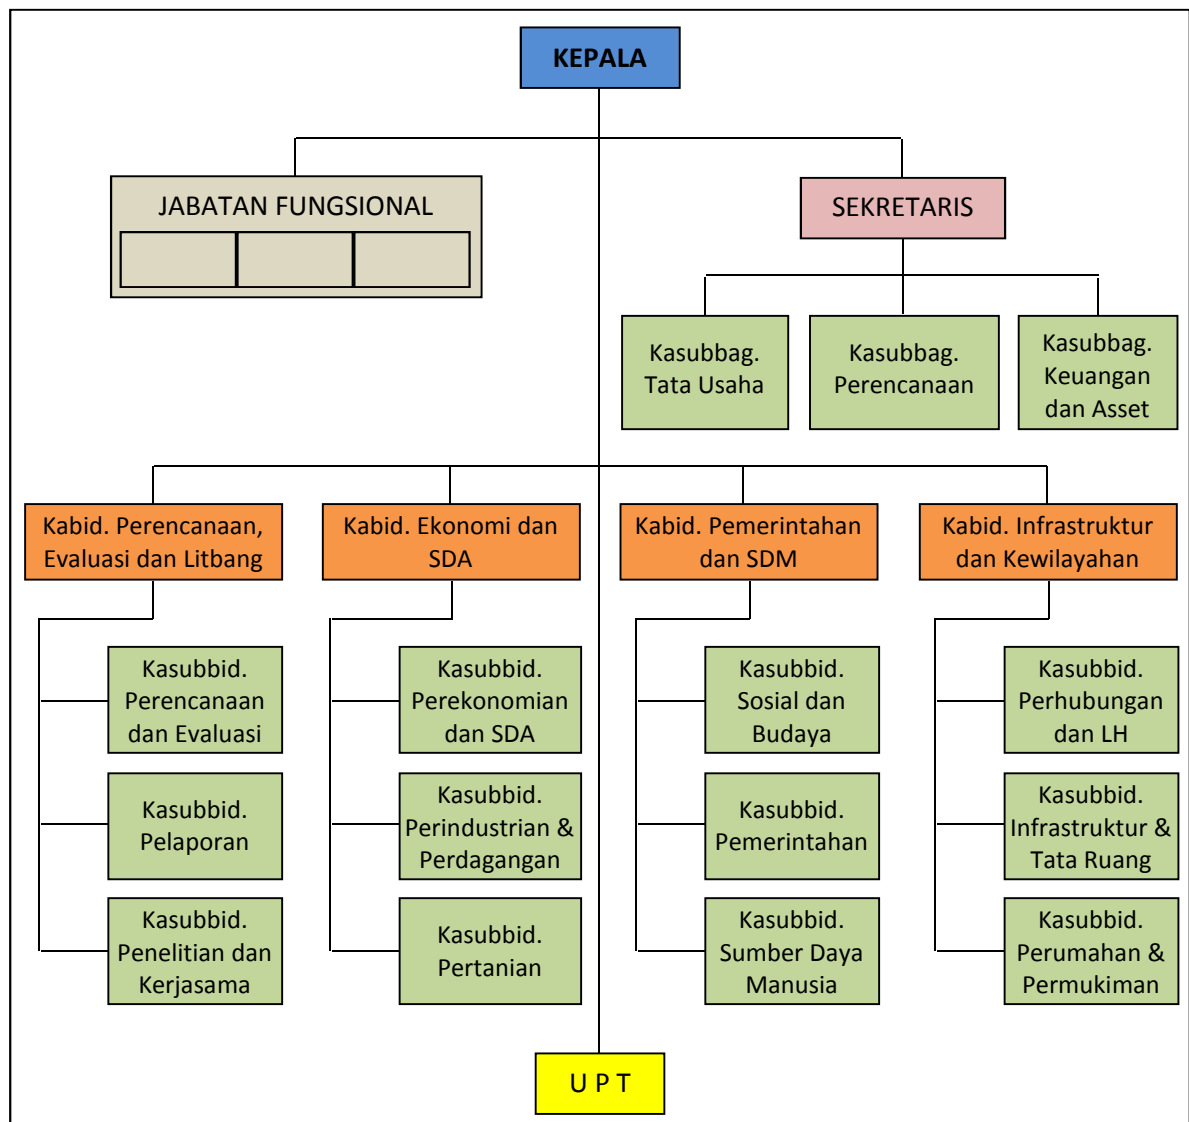 KEPALA
JABATAN FUNGSIONAL
SEKRETARIS
Kasubbag.
Tata Usaha
Kasubbag.
Perencanaan
Kasubbag.
Keuangan
dan Asset
Kabid. Perencanaan,
Evaluasi dan Litbang
Kabid. Ekonomi dan
SDA
Kabid. Pemerintahan
dan SDM
Kabid. Infrastruktur
dan Kewilayahan
Kasubbid.
Perencanaan
dan Evaluasi
Kasubbid.
Perekonomian
dan SDA
Kasubbid.
Sosial dan
Budaya
Kasubbid.
Perhubungan
dan LH
Kasubbid.
Pelaporan
Kasubbid.
Perindustrian &
Perdagangan
Kasubbid.
Pemerintahan
Kasubbid.
Infrastruktur &
Tata Ruang
Kasubbid.
Penelitian dan
Kerjasama
Kasubbid.
Pertanian
Kasubbid.
Sumber Daya
Manusia
Kasubbid.
Perumahan &
Permukiman
U P T